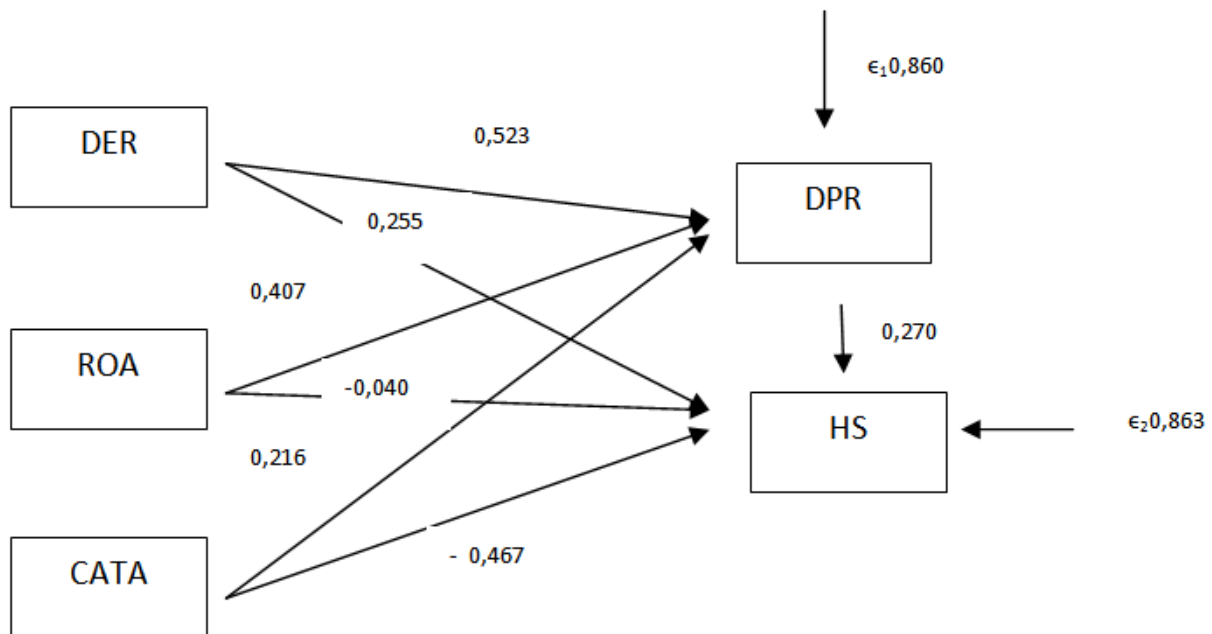 ϵ₁0,860
DER
0,523
DPR
0,255
0,407
0,270
ROA
-0,040
HS
ϵ₂0,863
0,216
- 0,467
CATA